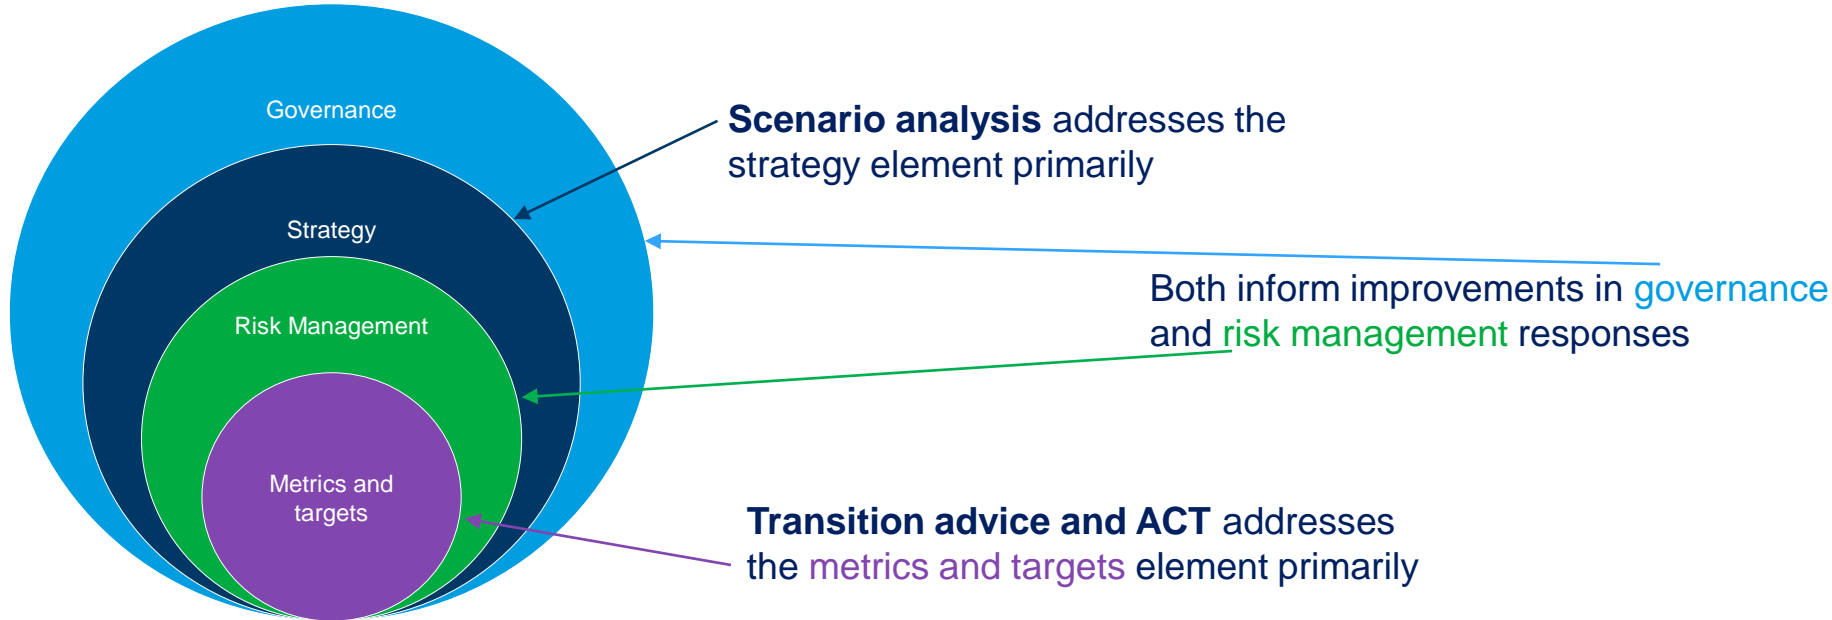 Governance
Strategy
Risk Management
Metrics and
targets
Scenario analysis addresses the
strategy element primarily
Both inform improvements in governance
and risk management responses
Transition advice and ACT addresses
the metrics and targets element primarily